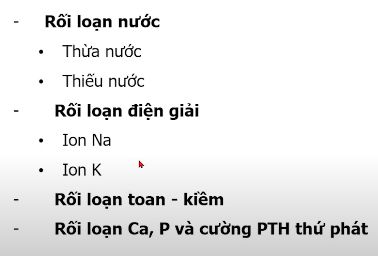 - Rối loạn nước
• Thừa nước
• Thiếu nước
- Rối loạn điện giải
• Ion Na
• Ion K
- Rối loạn toan - kiềm
- Rối loạn Ca, P và cường PTH thứ phát